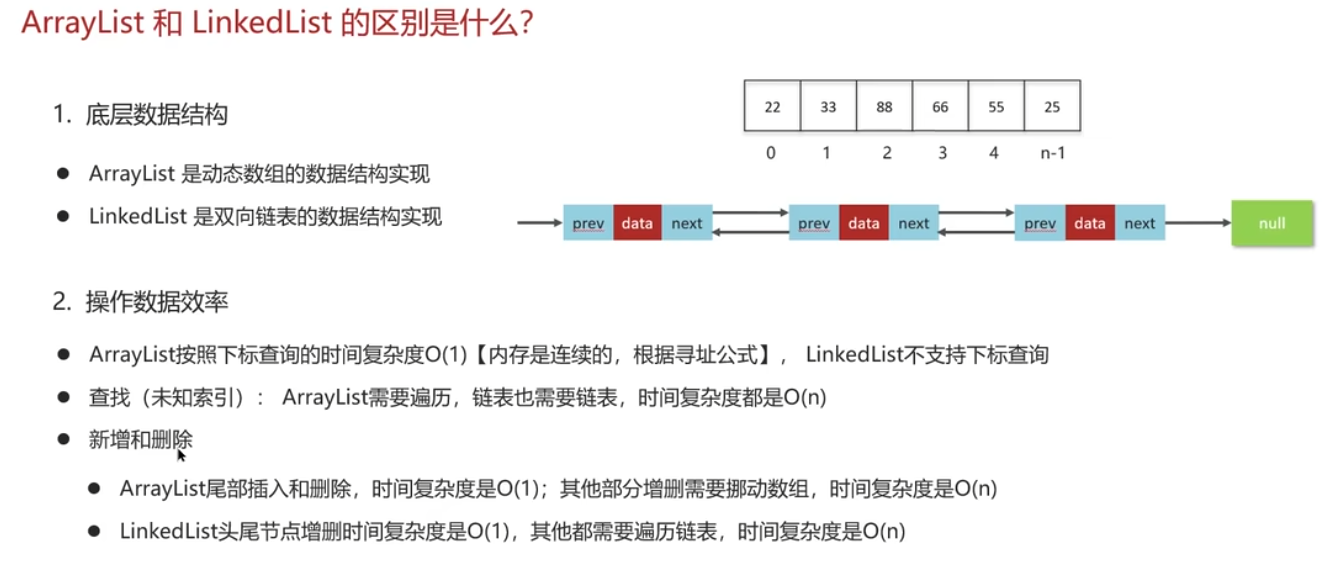 ArrayList 和 LinkedList 的区别是什么?
1. 底层数据结构
22 33 88 66 55 25
0 1 2 3 4 n-1
● ArrayList 是动态数组的数据结构实现
● LinkedList 是双向链表的数据结构实现
prev data next prev data next prev data next null
2. 操作数据效率
● ArrayList按照下标查询的时间复杂度O(1)【内存是连续的，根据寻址公式】， LinkedList不支持下标查询
● 查找（未知索引）： ArrayList需要遍历，链表也需要链表，时间复杂度都是O(n)
● 新增和删除
● ArrayList尾部插入和删除，时间复杂度是O(1)；其他部分增删需要挪动数组，时间复杂度是O(n)
● LinkedList头尾节点增删时间复杂度是O(1)，其他都需要遍历链表，时间复杂度是O(n)